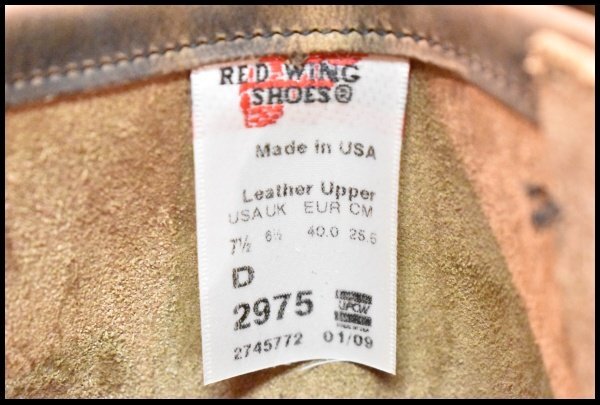 RED WING
SHOES®
Made in USA
Leather Upper
USA UK EUR CM
7½ 6½ 40.0 25.5
D
2975
UFCW
2745772 01/09